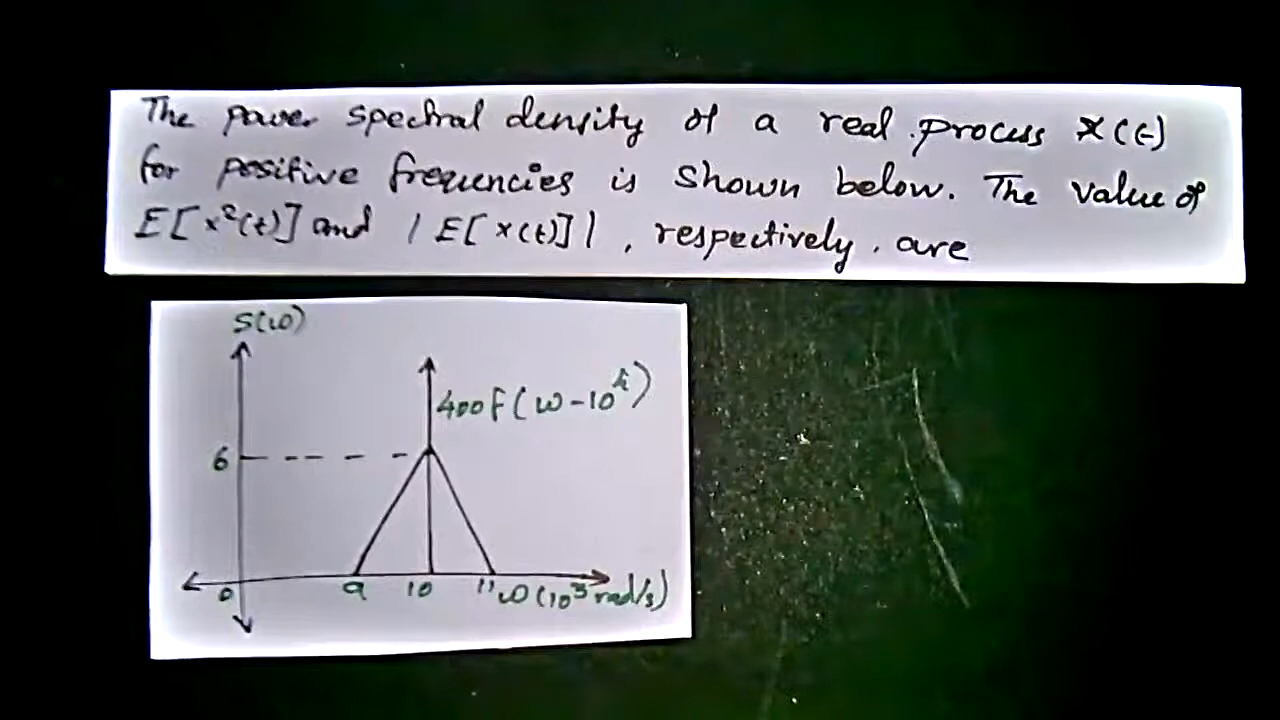 The power spectral density of a real process X(t)
for positive frequencies is shown below. The value of
E[x²(t)] and |E[x(t)]|, respectively. are
S(ω)
400δ(ω-10⁴)
6
0 9 10 11 ω(10³ rad/s)